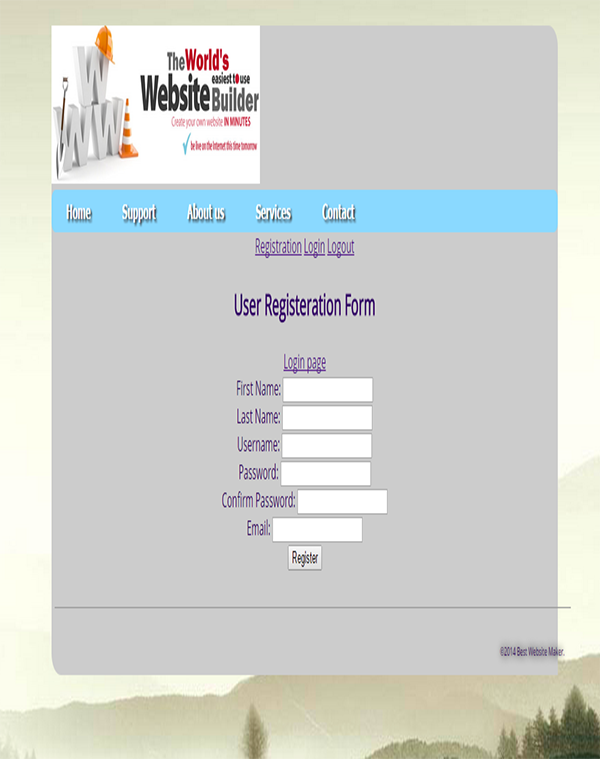 The World's
easiest to use
Website Builder
Create your own website IN MINUTES
be live on the Internet this time tomorrow
W
W W
Home Support About us Services Contact
Registration Login Logout
User Registeration Form
Login page
First Name:
Last Name:
Username:
Password:
Confirm Password:
Email:
Register
©2014 Best Website Maker.